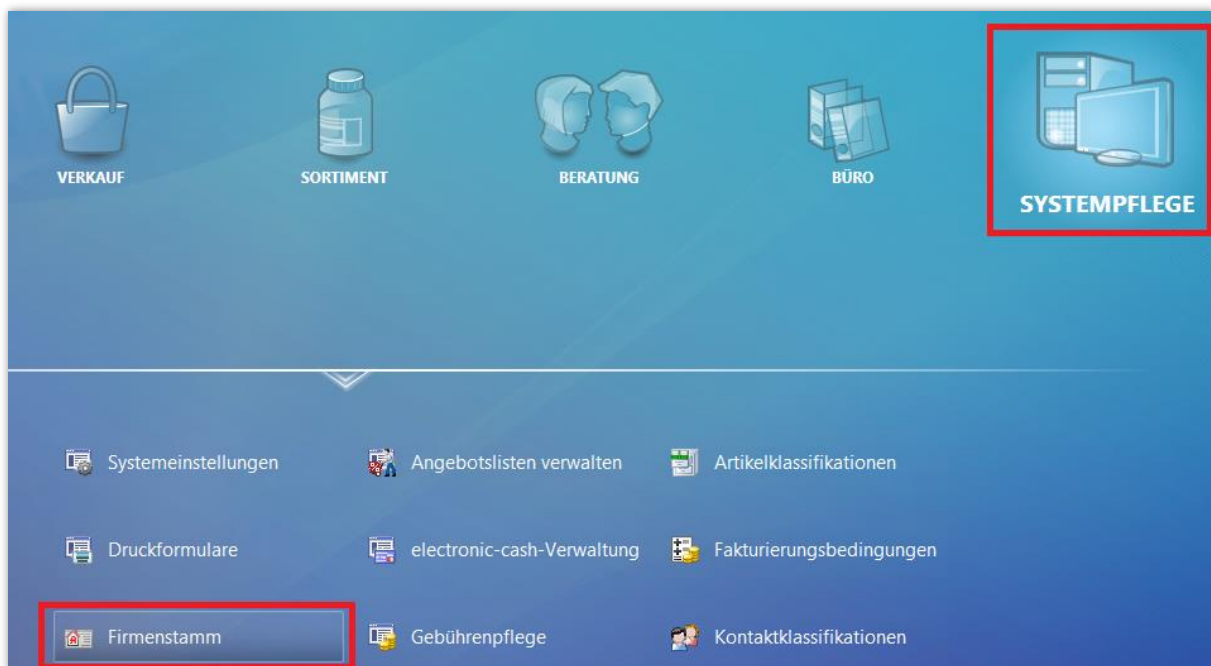 VERKAUF
SORTIMENT
BERATUNG
BÜRO
SYSTEMPFLEGE
Systemeinstellungen
Angebotslisten verwalten
Artikelklassifikationen
Druckformulare
electronic-cash-Verwaltung
Fakturierungsbedingungen
Firmenstamm
Gebührenpflege
Kontaktklassifikationen